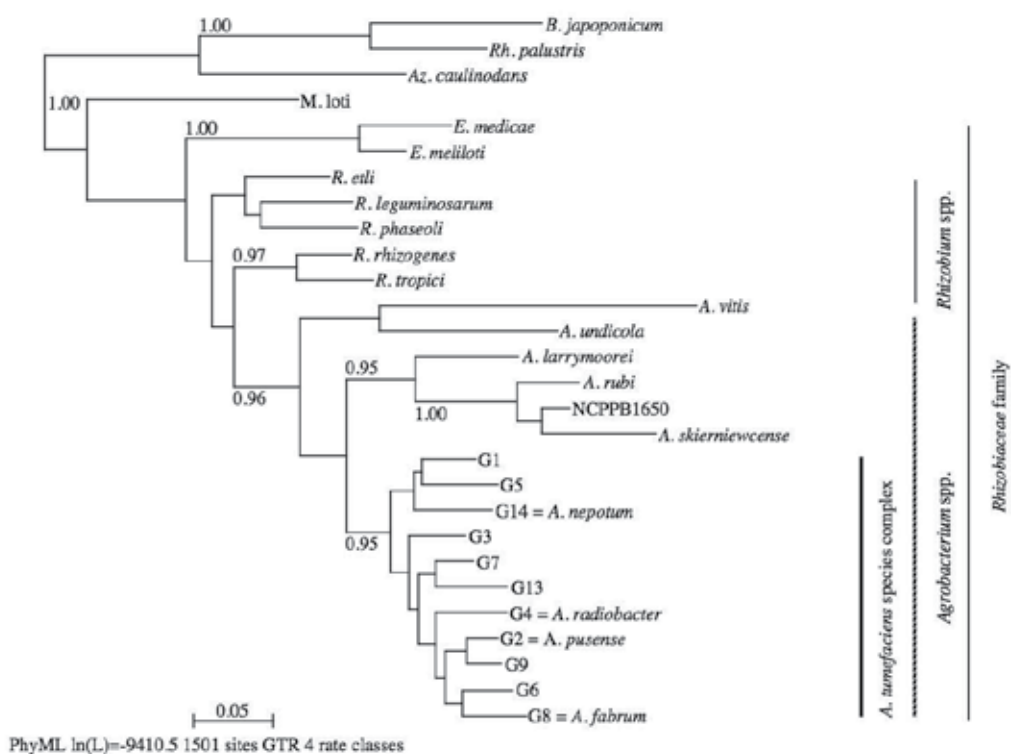 1.00
B. japoponicum
Rh. palustris
Az. caulinodans
1.00
M. loti
1.00
E. medicae
E. meliloti
R. etli
R. leguminosarum
R. phaseoli
0.97
R. rhizogenes
R. tropici
A. vitis
A. undicola
0.96
0.95
A. larrymoorei
A. rubi
1.00
NCPPB1650
A. skierniewcense
G1
G5
G14 = A. nepotum
0.95
G3
G7
G13
G4 = A. radiobacter
G2 = A. pusense
G9
G6
G8 = A. fabrum
A. tumefaciens species complex
Rhizobium spp.
Agrobacterium spp.
Rhizobiaceae family
0.05
PhyML ln(L)=-9410.5 1501 sites GTR 4 rate classes